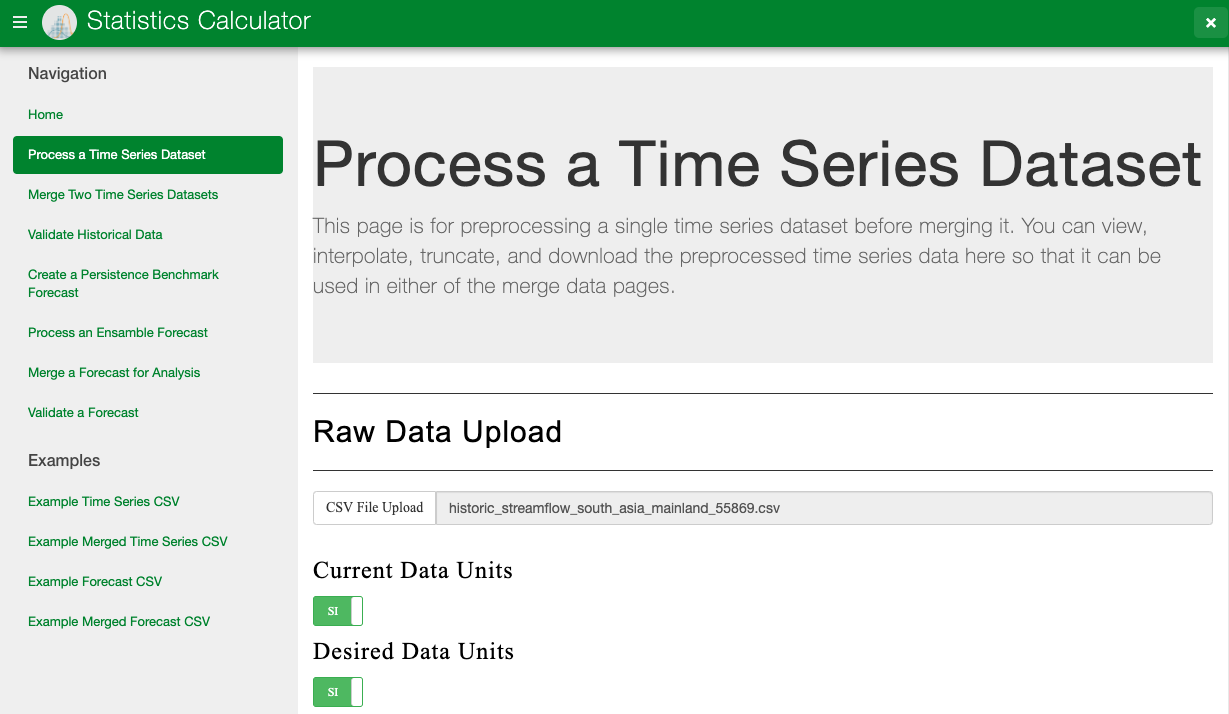 Statistics Calculator
Navigation
Home
Process a Time Series Dataset
Merge Two Time Series Datasets
Validate Historical Data
Create a Persistence Benchmark
Forecast
Process an Ensamble Forecast
Merge a Forecast for Analysis
Validate a Forecast
Examples
Example Time Series CSV
Example Merged Time Series CSV
Example Forecast CSV
Example Merged Forecast CSV
Process a Time Series Dataset
This page is for preprocessing a single time series dataset before merging it. You can view,
interpolate, truncate, and download the preprocessed time series data here so that it can be
used in either of the merge data pages.
Raw Data Upload
CSV File Upload historic_streamflow_south_asia_mainland_55869.csv
Current Data Units
SI
Desired Data Units
SI